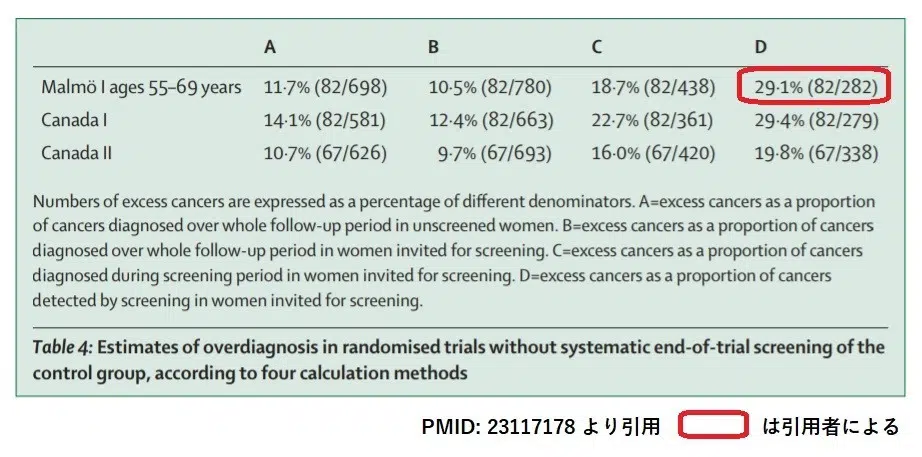 A B C D
Malmö I ages 55–69 years 11·7% (82/698) 10·5% (82/780) 18·7% (82/438) 29·1% (82/282)
Canada I 14·1% (82/581) 12·4% (82/663) 22·7% (82/361) 29·4% (82/279)
Canada II 10·7% (67/626) 9·7% (67/693) 16·0% (67/420) 19·8% (67/338)
Numbers of excess cancers are expressed as a percentage of different denominators. A=excess cancers as a proportion
of cancers diagnosed over whole follow-up period in unscreened women. B=excess cancers as a proportion of cancers
diagnosed over whole follow-up period in women invited for screening. C=excess cancers as a proportion of cancers
diagnosed during screening period in women invited for screening. D=excess cancers as a proportion of cancers
detected by screening in women invited for screening.
Table 4: Estimates of overdiagnosis in randomised trials without systematic end-of-trial screening of the
control group, according to four calculation methods
PMID: 23117178 より引用 は引用者による